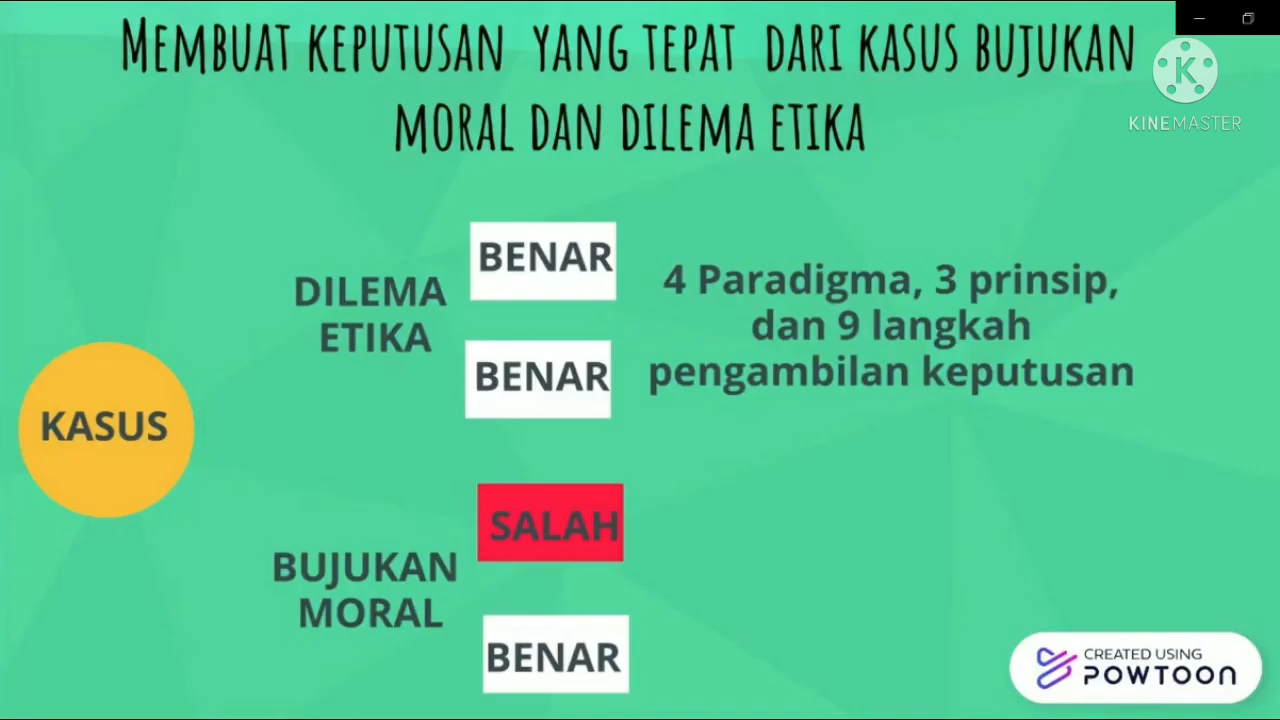 MEMBUAT KEPUTUSAN YANG TEPAT DARI KASUS BUJUKAN
MORAL DAN DILEMA ETIKA
K
KINEMASTER
BENAR
DILEMA
ETIKA
BENAR
4 Paradigma, 3 prinsip,
dan 9 langkah
pengambilan keputusan
KASUS
SALAH
BUJUKAN
MORAL
BENAR
CREATED USING
POWTOON